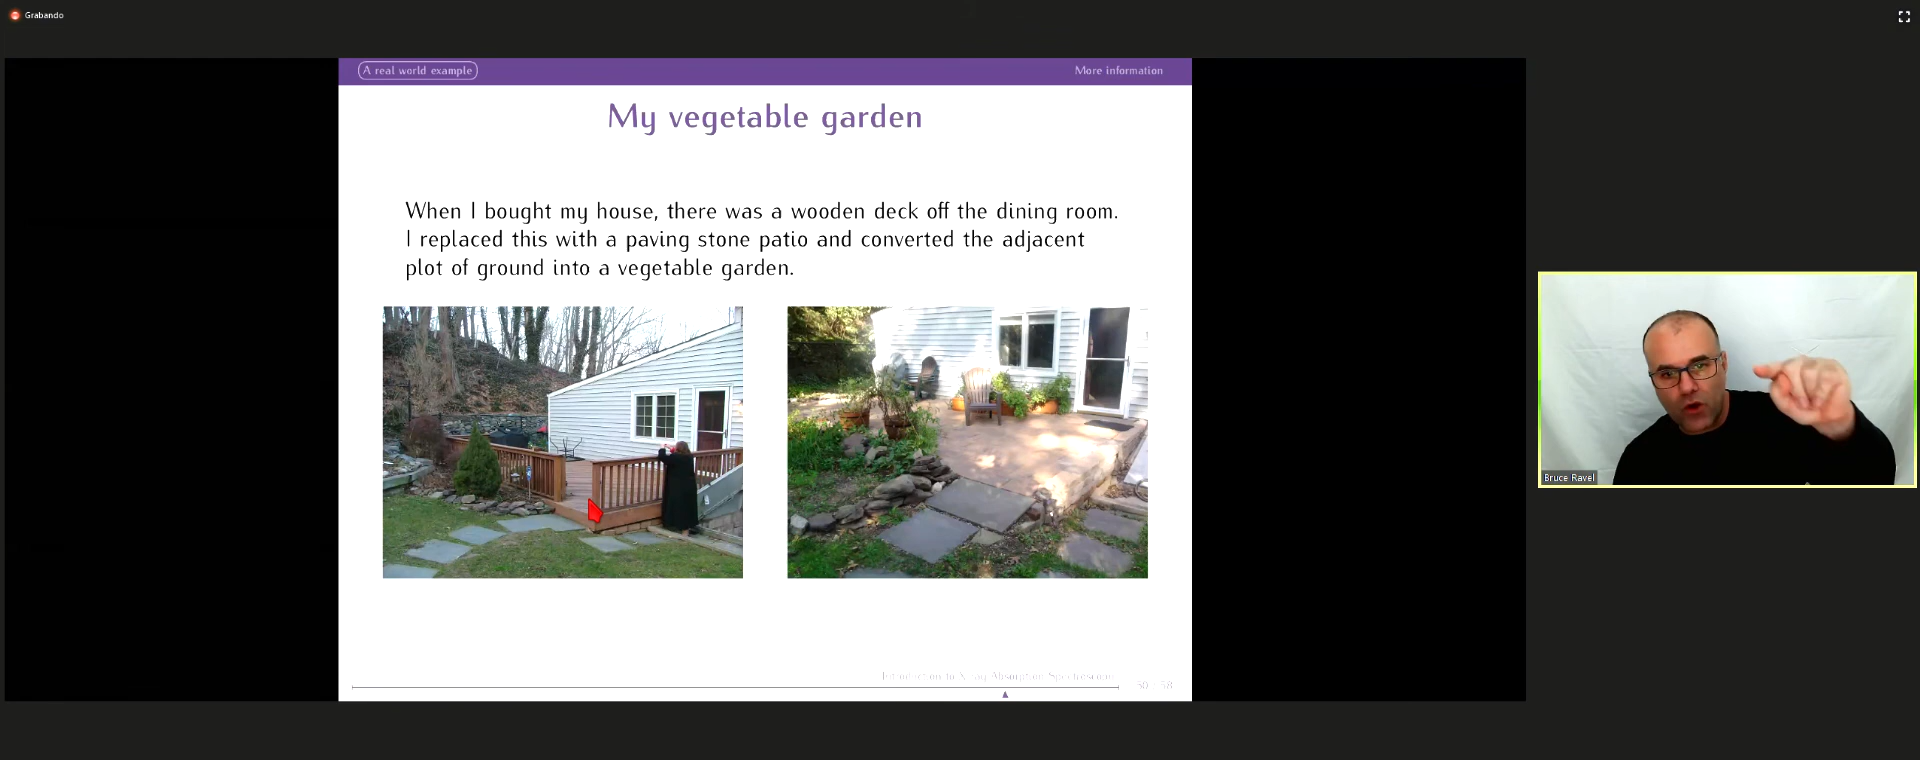 Grabando
A real world example
More information
My vegetable garden
When I bought my house, there was a wooden deck off the dining room.
I replaced this with a paving stone patio and converted the adjacent
plot of ground into a vegetable garden.
Bruce Ravel
Introduction to X-ray Absorption Spectroscopy